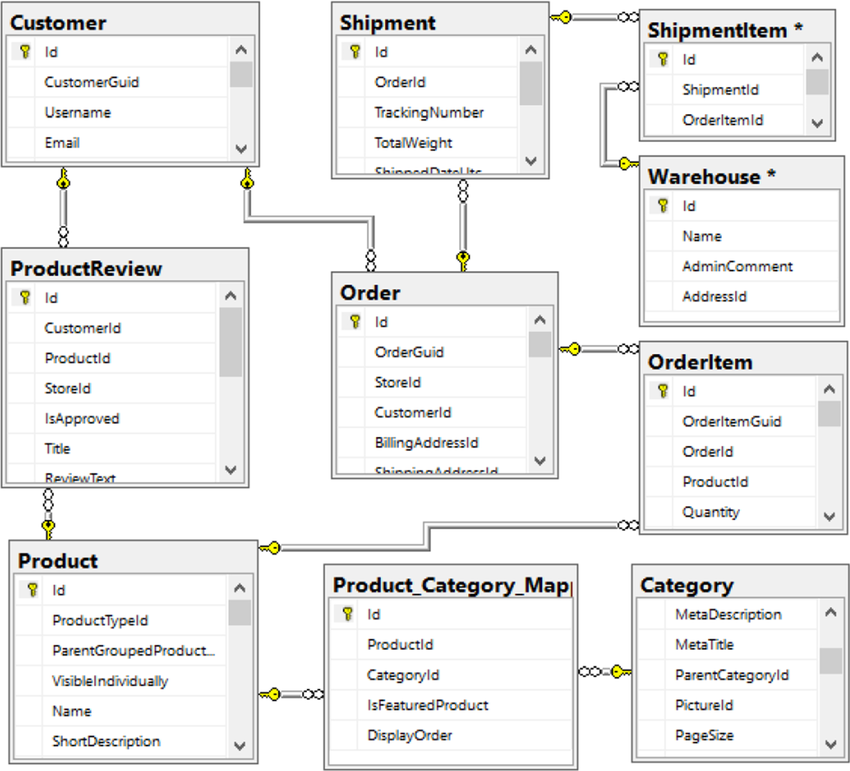 Customer
Id
CustomerGuid
Username
Email
Shipment
Id
OrderId
TrackingNumber
TotalWeight
ShippedDateUtc
ShipmentItem *
Id
ShipmentId
OrderItemId
Warehouse *
Id
Name
AdminComment
AddressId
ProductReview
Id
CustomerId
ProductId
StoreId
IsApproved
Title
ReviewText
Order
Id
OrderGuid
StoreId
CustomerId
BillingAddressId
ShippingAddressId
OrderItem
Id
OrderItemGuid
OrderId
ProductId
Quantity
Product
Id
ProductTypeId
ParentGroupedProduct...
VisibleIndividually
Name
ShortDescription
Product_Category_Mapp
Id
ProductId
CategoryId
IsFeaturedProduct
DisplayOrder
Category
MetaDescription
MetaTitle
ParentCategoryId
PictureId
PageSize